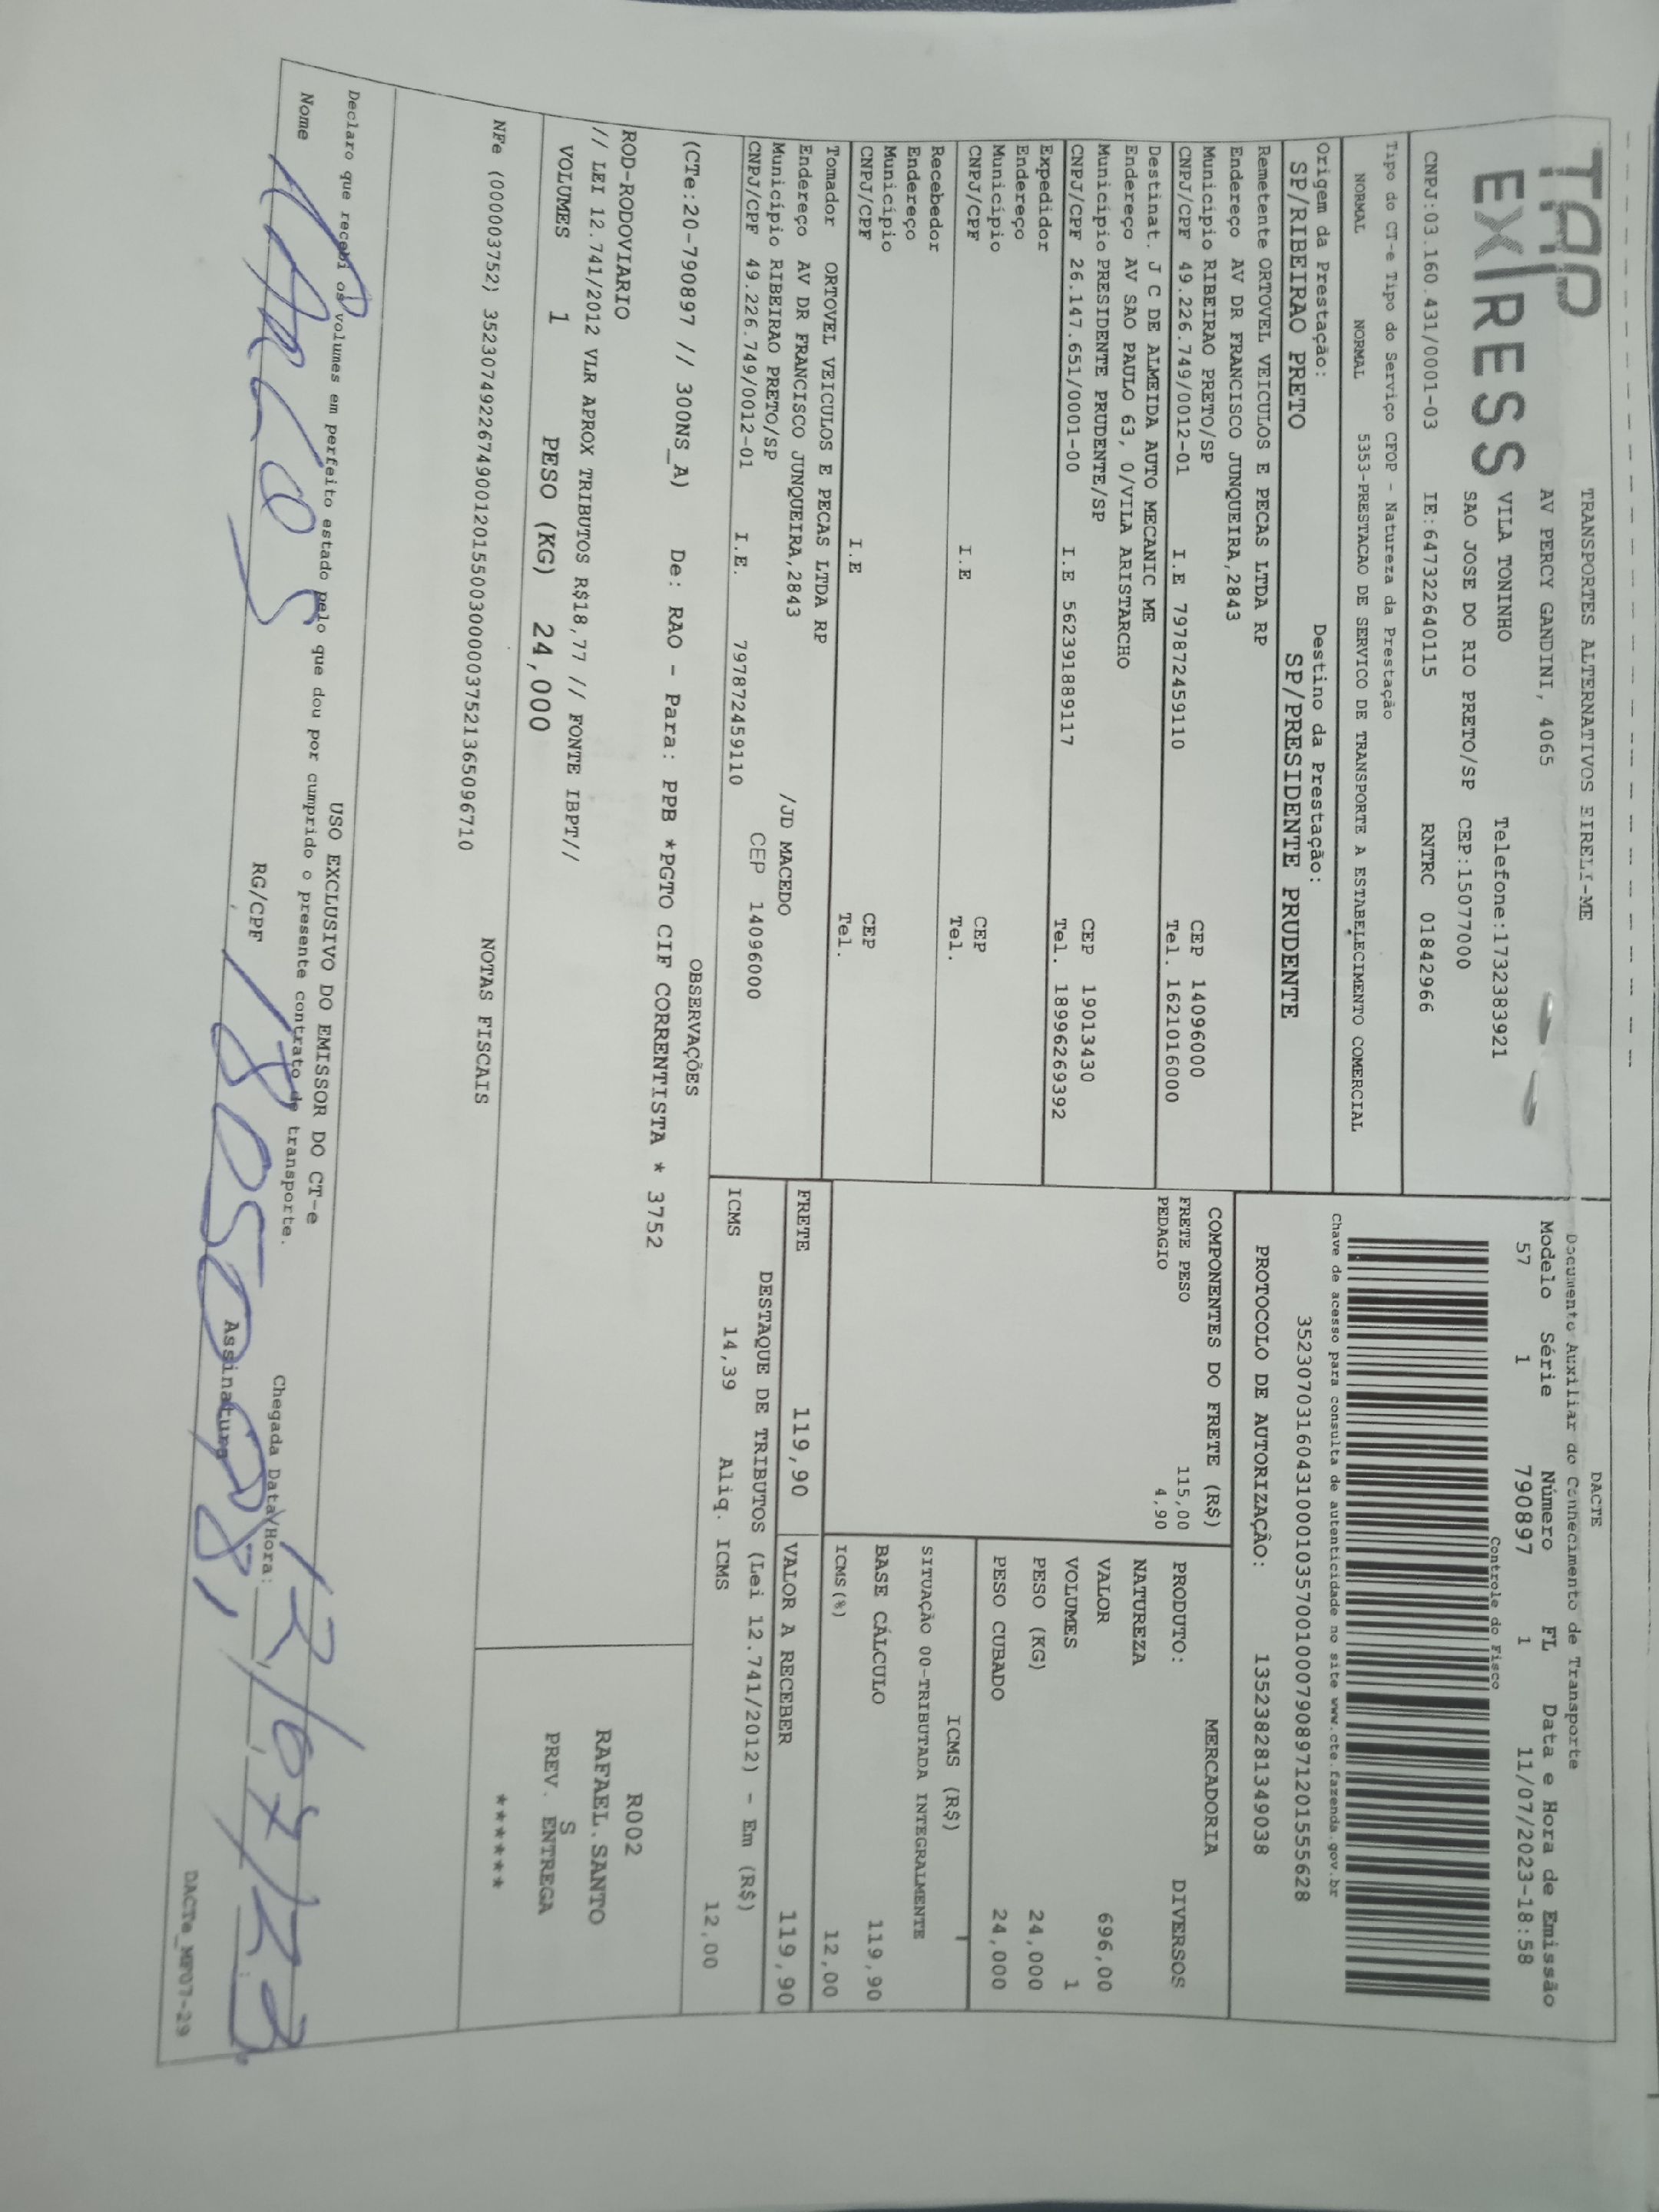 TAP
EXPRESS
TRANSPORTES ALTERNATIVOS EIRELI-ME
AV PERCY GANDINI, 4065
VILA TONINHO Telefone:1732383921
SAO JOSE DO RIO PRETO/SP CEP:15077000
CNPJ:03.160.431/0001-03 IE:647322640115 RNTRC 01842966
Tipo do CT-e Tipo do Serviço CFOP - Natureza da Prestação
NORMAL NORMAL 5353-PRESTACAO DE SERVICO DE TRANSPORTE A ESTABELECIMENTO COMERCIAL
Origem da Prestação: Destino da Prestação:
SP/RIBEIRAO PRETO SP/PRESIDENTE PRUDENTE
DACTE
Documento Auxiliar do Conhecimento de Transporte
Modelo Série Número FL Data e Hora de Emissão
57 1 790897 1 11/07/2023-18:58
Controle do Fisco
Chave de acesso para consulta de autenticidade no site www.cte.fazenda.gov.br
35230703160431000103570010007908971201555628
PROTOCOLO DE AUTORIZAÇÃO: 135238281349038
Remetente ORTOVEL VEICULOS E PECAS LTDA RP
Endereço AV DR FRANCISCO JUNQUEIRA,2843
Municipio RIBEIRAO PRETO/SP CEP 14096000
CNPJ/CPF 49.226.749/0012-01 I.E 797872459110 Tel. 1621016000
Destinat. J C DE ALMEIDA AUTO MECANIC ME
Endereço AV SAO PAULO 63, 0/VILA ARISTARCHO
Municipio PRESIDENTE PRUDENTE/SP CEP 19013430
CNPJ/CPF 26.147.651/0001-00 I.E 562391889117 Tel. 18996269392
Expedidor
Endereço
Município CEP
CNPJ/CPF I.E Tel.
Recebedor
Endereço
Município CEP
CNPJ/CPF I.E Tel.
Tomador ORTOVEL VEICULOS E PECAS LTDA RP
Endereço AV DR FRANCISCO JUNQUEIRA,2843 /JD MACEDO
Município RIBEIRAO PRETO/SP CEP 14096000
CNPJ/CPF 49.226.749/0012-01 I.E. 797872459110
COMPONENTES DO FRETE (R$)
FRETE PESO 115,00
PEDAGIO 4,90
MERCADORIA
PRODUTO: DIVERSOS
NATUREZA
VALOR 696,00
VOLUMES 1
PESO (KG) 24,000
PESO CUBADO 24,000
ICMS (R$)
SITUAÇÃO 00-TRIBUTADA INTEGRALMENTE
BASE CÁLCULO 119,90
ICMS(%) 12,00
FRETE 119,90 VALOR A RECEBER 119,90
DESTAQUE DE TRIBUTOS (Lei 12.741/2012) - Em (R$)
ICMS 14,39 Aliq. ICMS 12,00
OBSERVAÇÕES
(CTe:20-790897 // 300NS_A) De: RAO - Para: PPB *PGTO CIF CORRENTISTA * 3752
ROD-RODOVIARIO
// LEI 12.741/2012 VLR APROX TRIBUTOS R$18,77 // FONTE IBPT//
VOLUMES 1 PESO (KG) 24,000
R002
RAFAEL.SANTO
S
PREV. ENTREGA
******
NOTAS FISCAIS
NFe (000003752) 35230749226749001201550030000037521365096710
USO EXCLUSIVO DO EMISSOR DO CT-e
Declaro que recebi os volumes em perfeito estado pelo que dou por cumprido o presente contrato de transporte.
Nome RG/CPF Assinatura Chegada Data/Hora: 12/07/23
DACTe_MF07-29